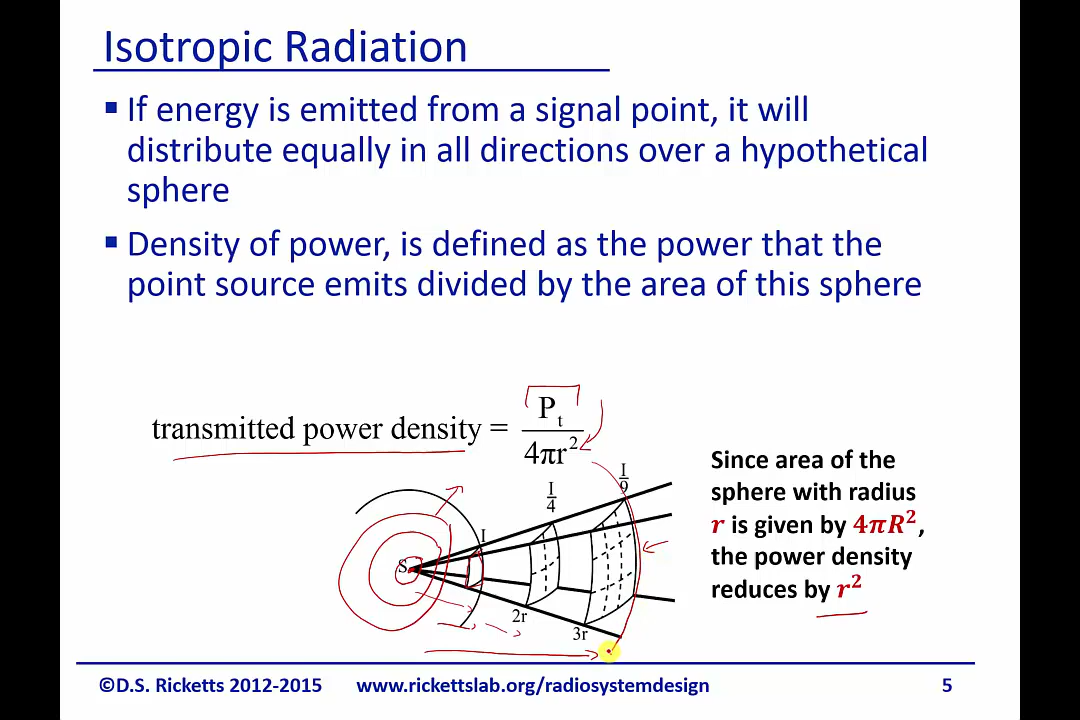 Isotropic Radiation
▪ If energy is emitted from a signal point, it will
distribute equally in all directions over a hypothetical
sphere
▪ Density of power, is defined as the power that the
point source emits divided by the area of this sphere
transmitted power density = P_t / 4πr²
Since area of the
sphere with radius
r is given by 4πR²,
the power density
reduces by r²
S
I
I/4
I/9
2r
3r
©D.S. Ricketts 2012-2015 www.rickettslab.org/radiosystemdesign 5